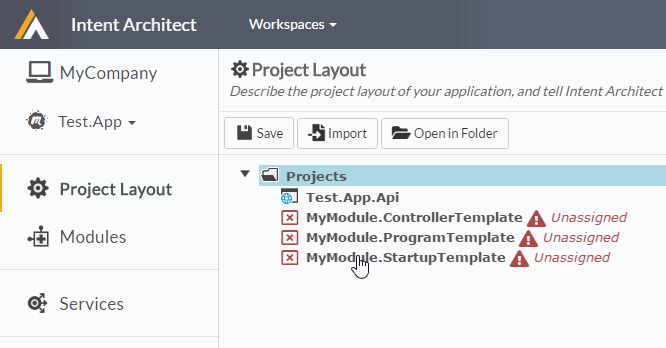 Intent Architect
Workspaces
MyCompany
Test.App
Project Layout
Modules
Services
Project Layout
Describe the project layout of your application, and tell Intent Architect
Save
Import
Open in Folder
Projects
Test.App.Api
MyModule.ControllerTemplate Unassigned
MyModule.ProgramTemplate Unassigned
MyModule.StartupTemplate Unassigned